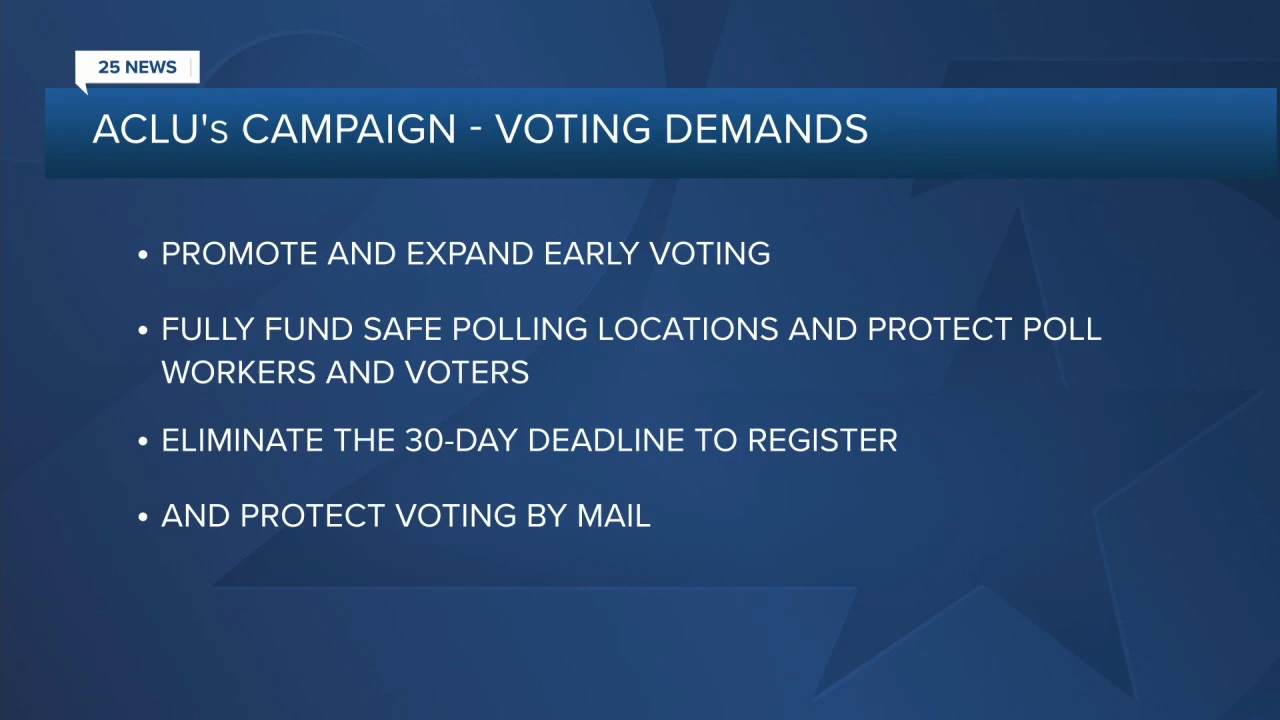 25 NEWS
ACLU's CAMPAIGN - VOTING DEMANDS
• PROMOTE AND EXPAND EARLY VOTING
• FULLY FUND SAFE POLLING LOCATIONS AND PROTECT POLL
WORKERS AND VOTERS
• ELIMINATE THE 30-DAY DEADLINE TO REGISTER
• AND PROTECT VOTING BY MAIL